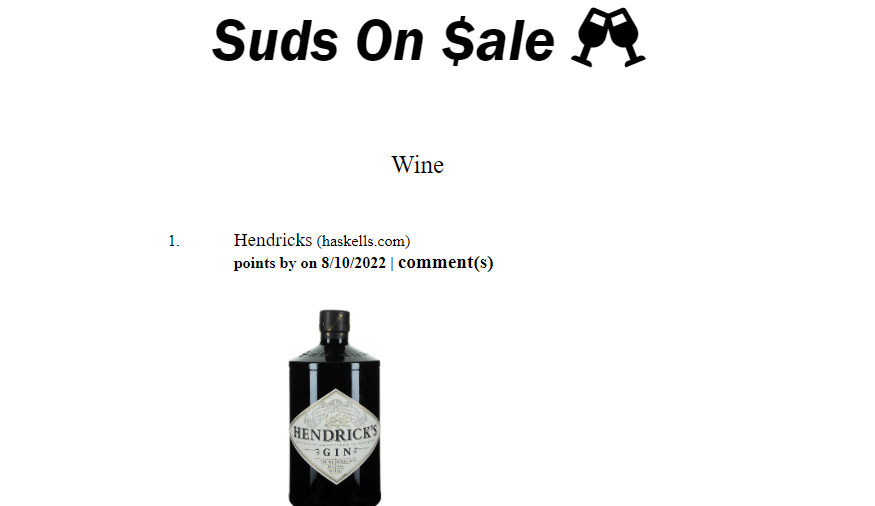 Suds On $ale
Wine
1. Hendricks (haskells.com)
points by on 8/10/2022 | comment(s)
HENDRICK'S
GIN